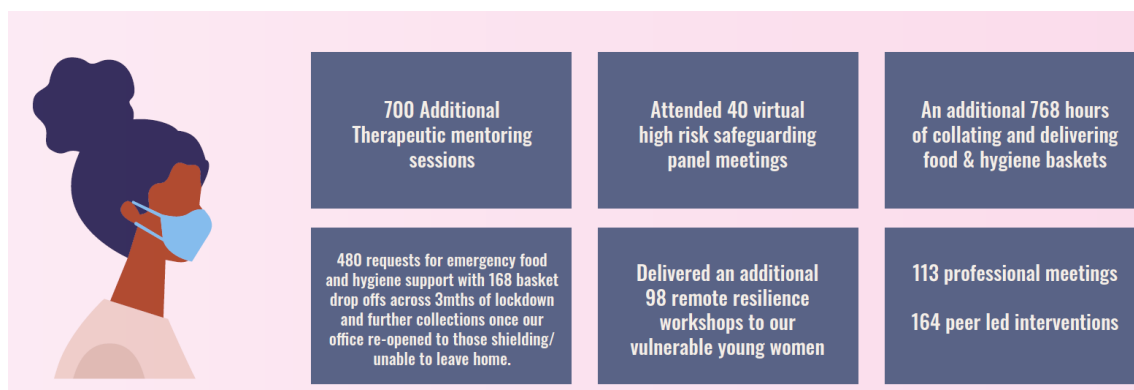 700 Additional
Therapeutic mentoring
sessions
Attended 40 virtual
high risk safeguarding
panel meetings
An additional 768 hours
of collating and delivering
food & hygiene baskets
480 requests for emergency food
and hygiene support with 168 basket
drop offs across 3mths of lockdown
and further collections once our
office re-opened to those shielding/
unable to leave home.
Delivered an additional
98 remote resilience
workshops to our
vulnerable young women
113 professional meetings
164 peer led interventions